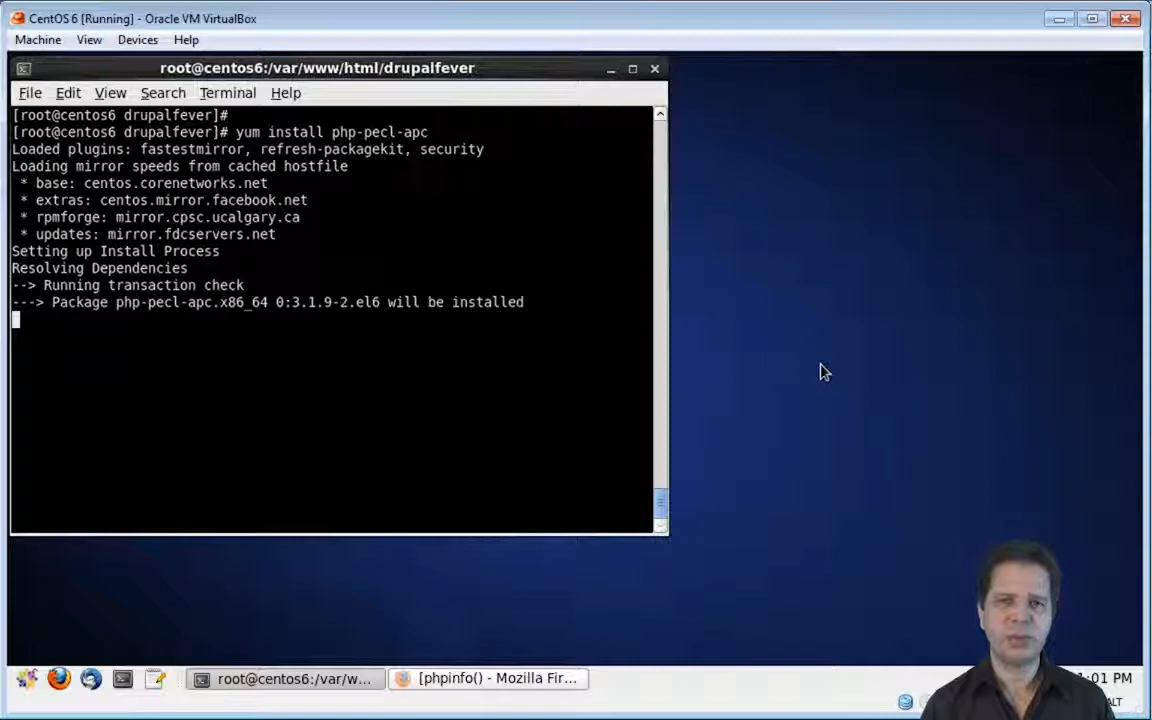 CentOS 6 [Running] - Oracle VM VirtualBox
Machine View Devices Help
root@centos6:/var/www/html/drupalfever
File Edit View Search Terminal Help
[root@centos6 drupalfever]#
[root@centos6 drupalfever]# yum install php-pecl-apc
Loaded plugins: fastestmirror, refresh-packagekit, security
Loading mirror speeds from cached hostfile
* base: centos.corenetworks.net
* extras: centos.mirror.facebook.net
* rpmforge: mirror.cpsc.ucalgary.ca
* updates: mirror.fdcservers.net
Setting up Install Process
Resolving Dependencies
--> Running transaction check
---> Package php-pecl-apc.x86_64 0:3.1.9-2.el6 will be installed
root@centos6:/var/w... [phpinfo() - Mozilla Fir... :01 PM
ALT